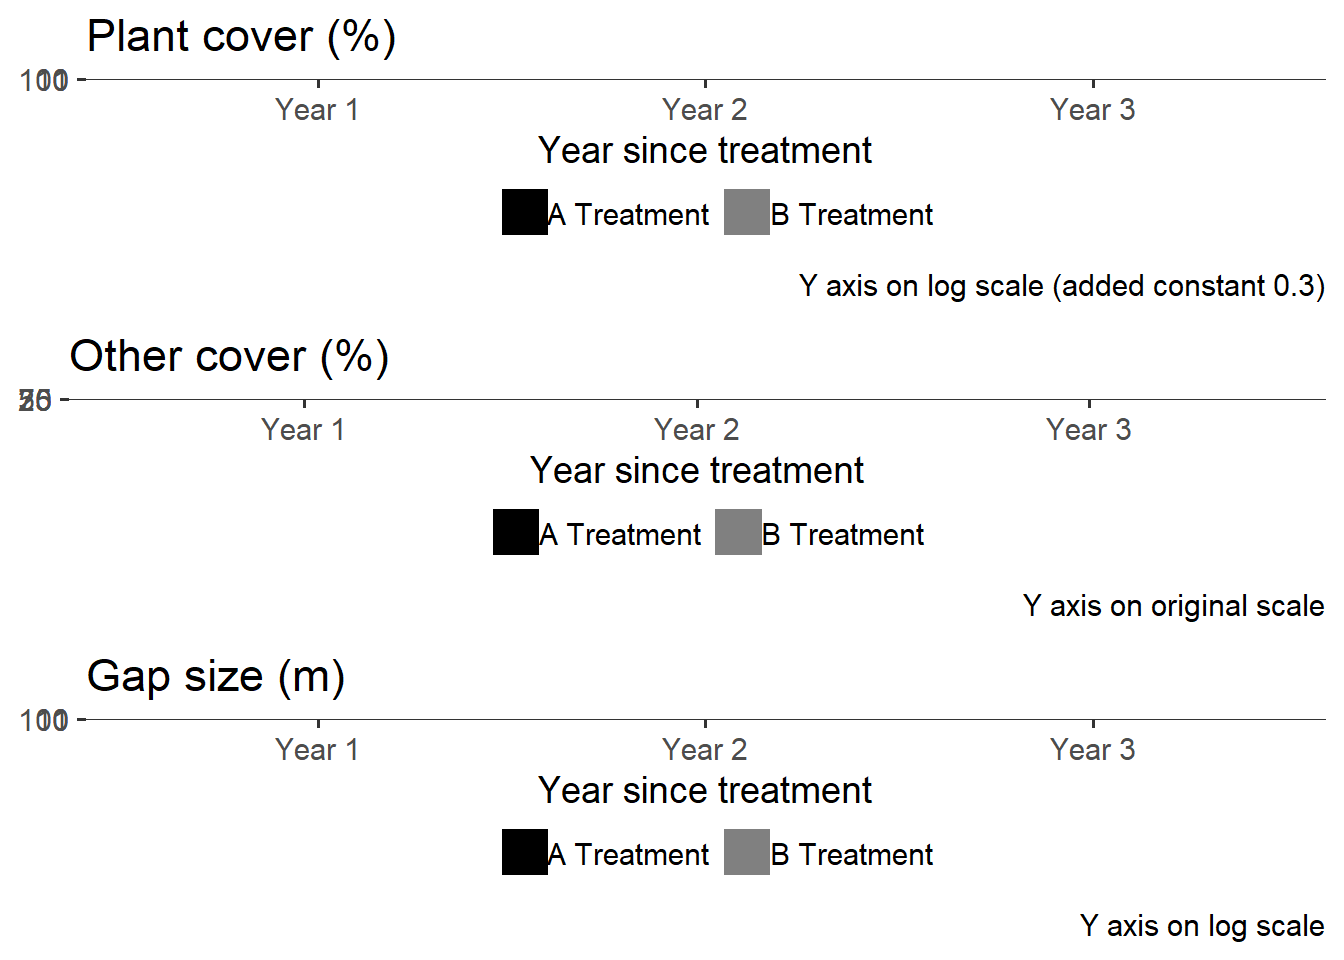 Plant cover (%)
Year 1 Year 2 Year 3
Year since treatment
A Treatment B Treatment
Y axis on log scale (added constant 0.3)
Other cover (%)
Year 1 Year 2 Year 3
Year since treatment
A Treatment B Treatment
Y axis on original scale
Gap size (m)
Year 1 Year 2 Year 3
Year since treatment
A Treatment B Treatment
Y axis on log scale